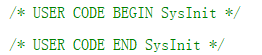 /* USER CODE BEGIN SysInit */
/* USER CODE END SysInit */